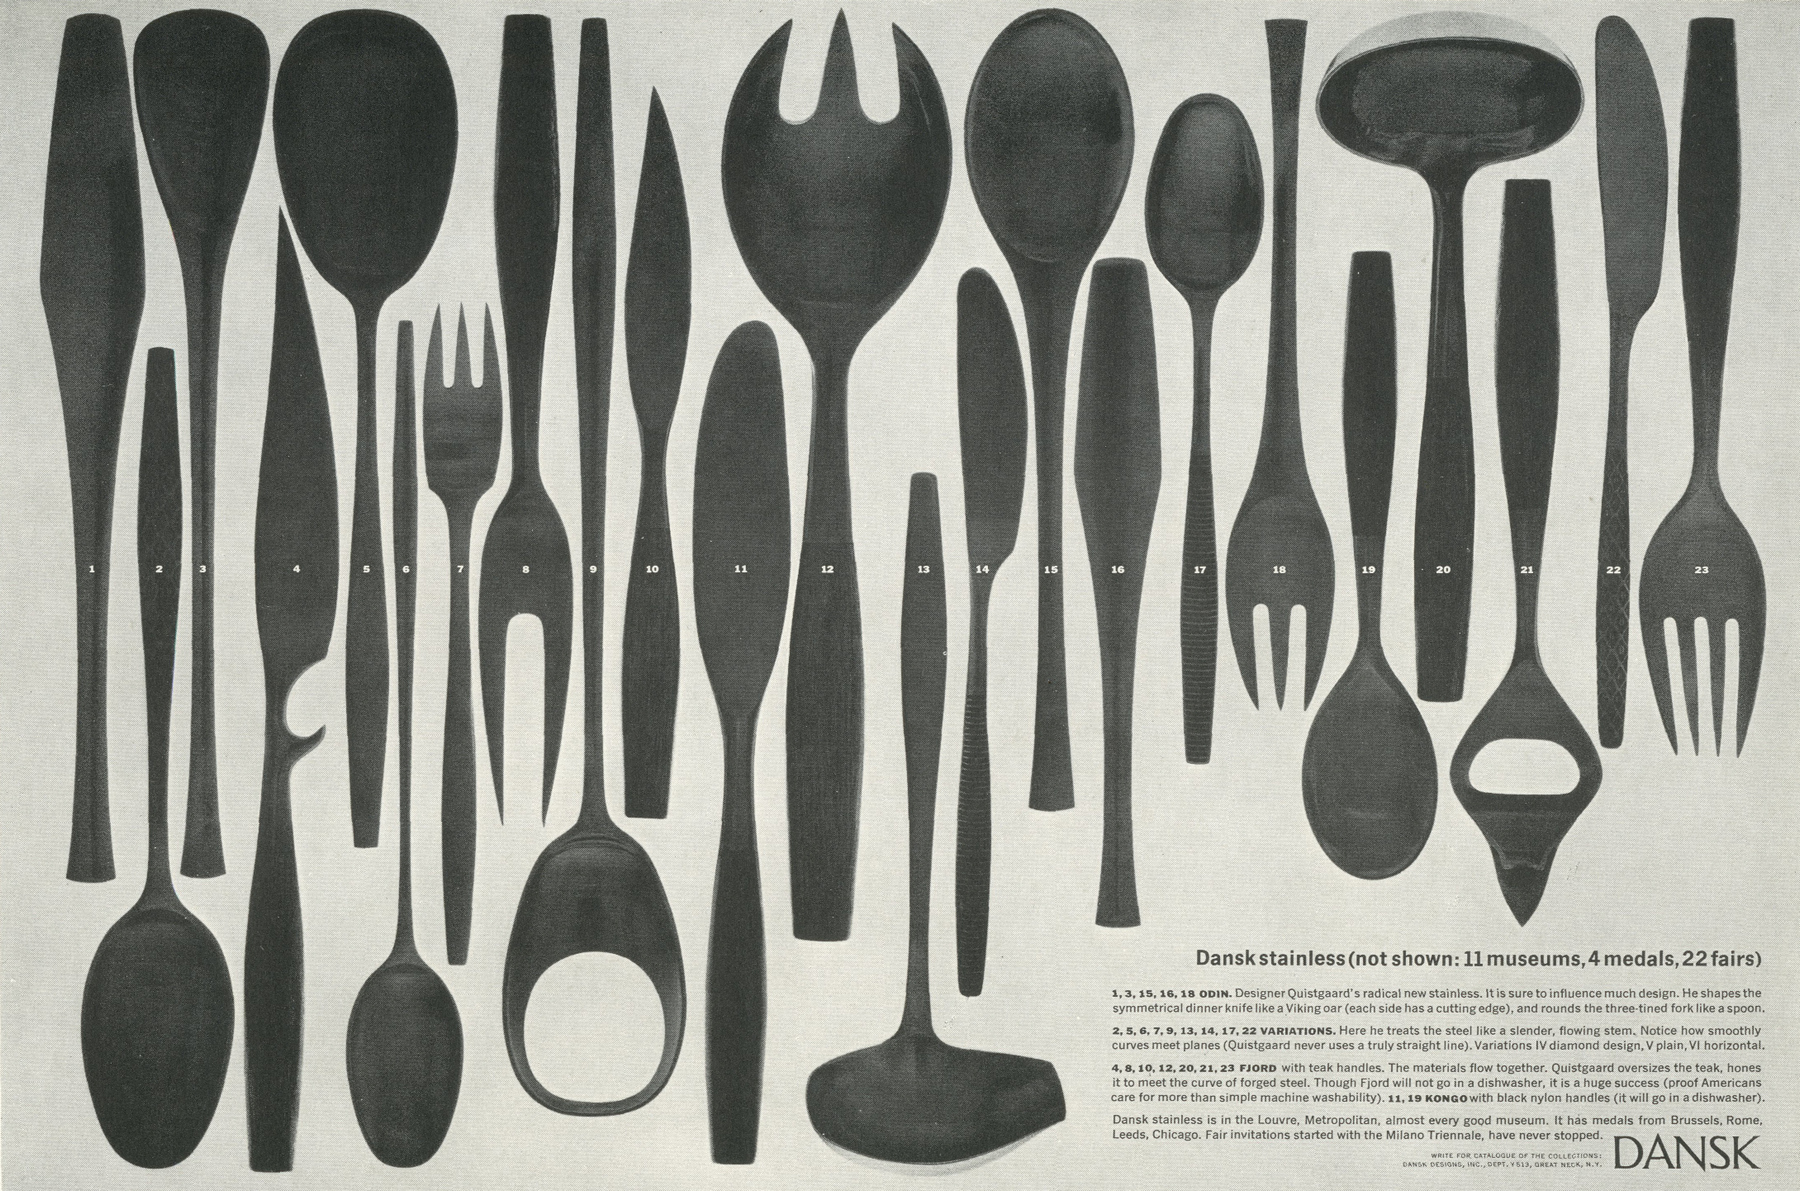 1 2 3 4 5 6 7 8 9 10 11 12 13 14 15 16 17 18 19 20 21 22 23
Dansk stainless (not shown: 11 museums, 4 medals, 22 fairs)
1, 3, 15, 16, 18 ODIN. Designer Quistgaard's radical new stainless. It is sure to influence much design. He shapes the
symmetrical dinner knife like a Viking oar (each side has a cutting edge), and rounds the three-tined fork like a spoon.
2, 5, 6, 7, 9, 13, 14, 17, 22 VARIATIONS. Here he treats the steel like a slender, flowing stem. Notice how smoothly
curves meet planes (Quistgaard never uses a truly straight line). Variations IV diamond design, V plain, VI horizontal.
4, 8, 10, 12, 20, 21, 23 FJORD with teak handles. The materials flow together. Quistgaard oversizes the teak, hones
it to meet the curve of forged steel. Though Fjord will not go in a dishwasher, it is a huge success (proof Americans
care for more than simple machine washability). 11, 19 KONGO with black nylon handles (it will go in a dishwasher).
Dansk stainless is in the Louvre, Metropolitan, almost every good museum. It has medals from Brussels, Rome,
Leeds, Chicago. Fair invitations started with the Milano Triennale, have never stopped.
WRITE FOR CATALOGUE OF THE COLLECTIONS:
DANSK DESIGNS, INC., DEPT. Y513, GREAT NECK, N.Y.
DANSK